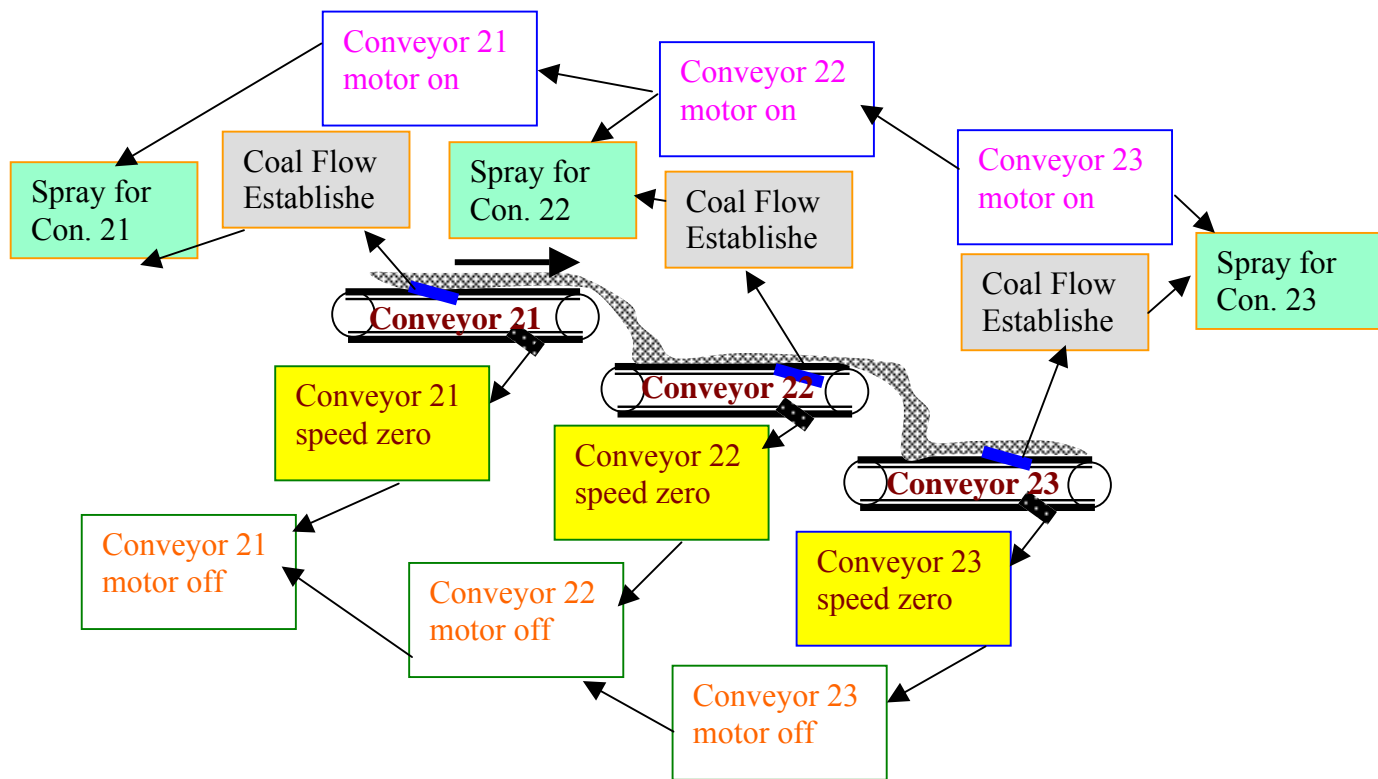 Conveyor 21
motor on
Conveyor 22
motor on
Conveyor 23
motor on
Spray for
Con. 21
Coal Flow
Establishe
Spray for
Con. 22
Coal Flow
Establishe
Coal Flow
Establishe
Spray for
Con. 23
Conveyor 21
Conveyor 22
Conveyor 23
Conveyor 21
speed zero
Conveyor 22
speed zero
Conveyor 23
speed zero
Conveyor 21
motor off
Conveyor 22
motor off
Conveyor 23
motor off